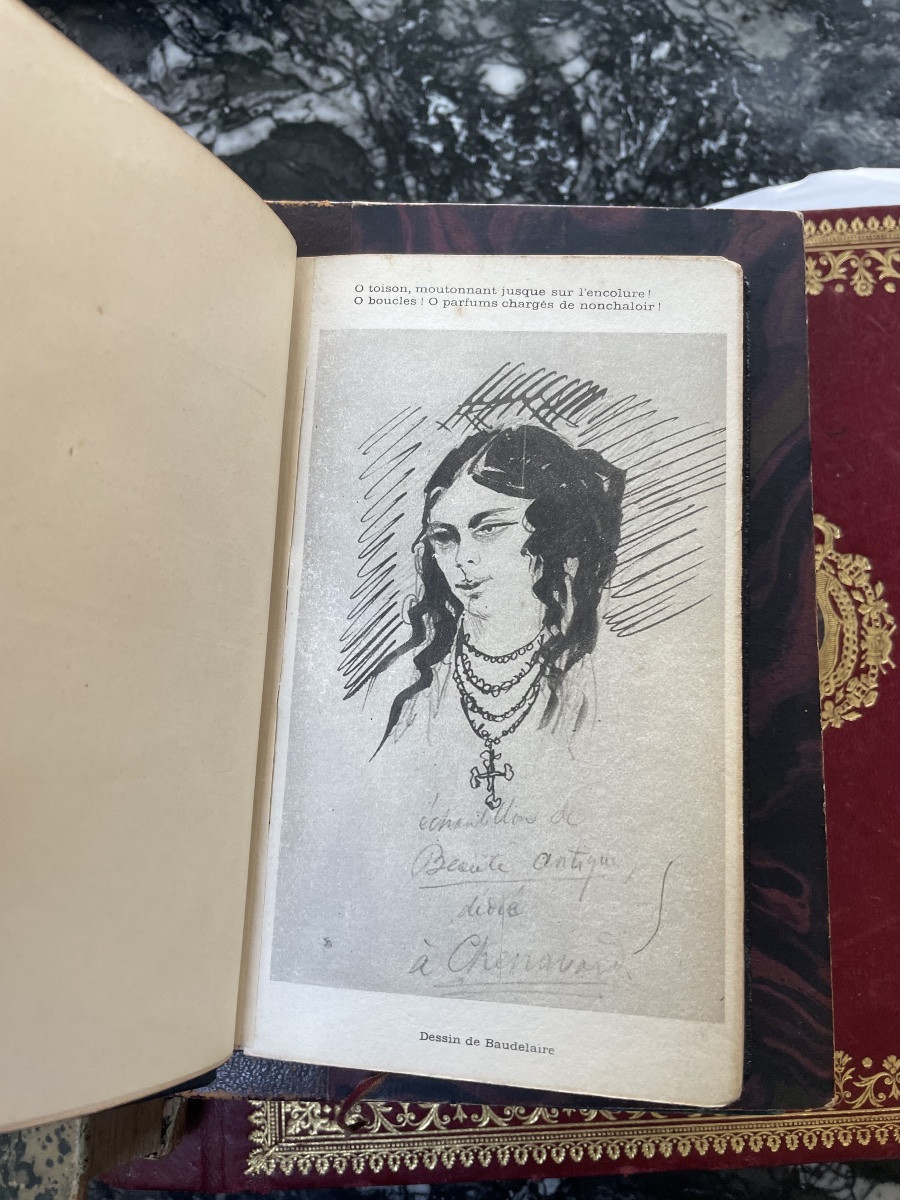 O toison, moutonnant jusque sur l'encolure!
O boucles! O parfums chargés de nonchaloir!
échantillon de
Beauté antique,
dédié
à Chenavard
Dessin de Baudelaire